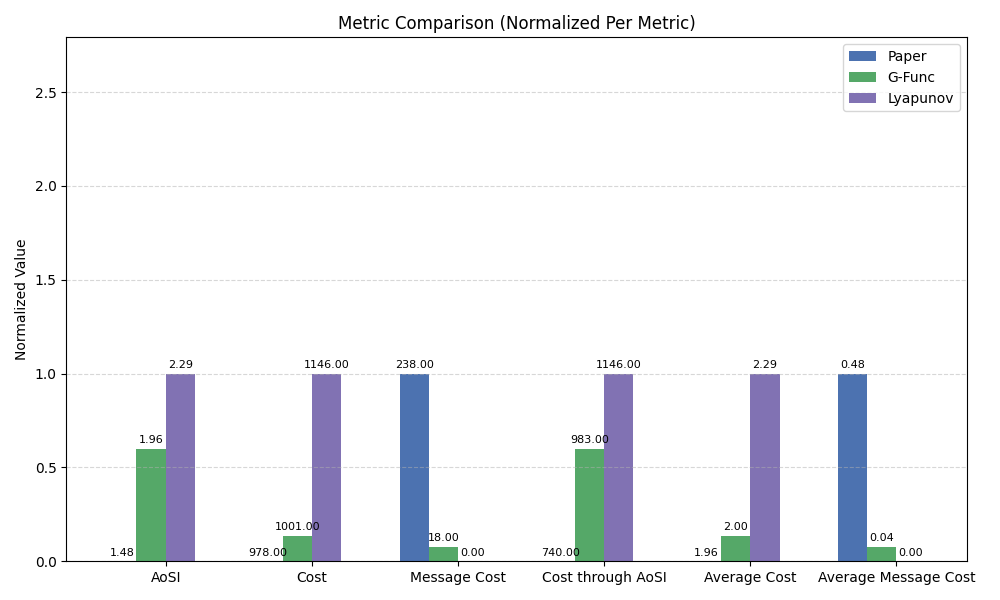 Metric Comparison (Normalized Per Metric)
Normalized Value
2.5
2.0
1.5
1.0
0.5
0.0
Paper
G-Func
Lyapunov
1.48
1.96
2.29
978.00
1001.00
1146.00
238.00
18.00
0.00
740.00
983.00
1146.00
1.96
2.00
2.29
0.48
0.04
0.00
AoSI
Cost
Message Cost
Cost through AoSI
Average Cost
Average Message Cost